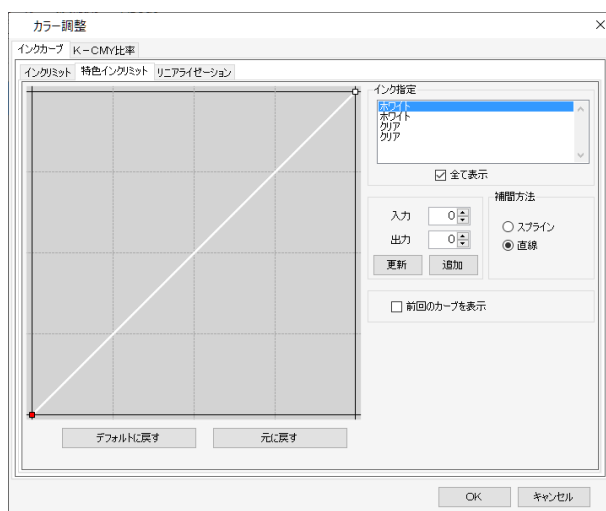 カラー調整
インクカーブ K－CMY比率
インクリミット 特色インクリミット リニアライゼーション
インク指定
ホワイト
ホワイト
クリア
クリア
全て表示
補間方法
入力 0
出力 0
スプライン
直線
更新 追加
前回のカーブを表示
デフォルトに戻す 元に戻す
OK キャンセル